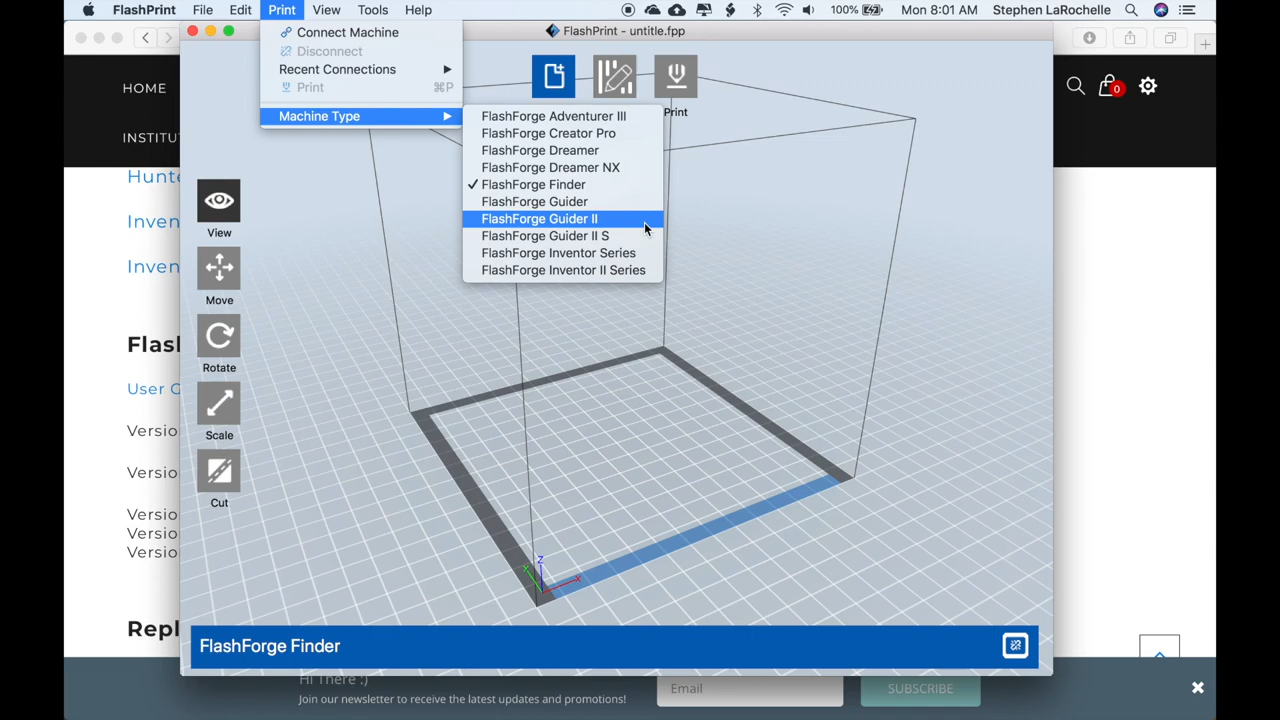 FlashPrint File Edit Print View Tools Help 100% Mon 8:01 AM Stephen LaRochelle
FlashPrint - untitled.fpp
Connect Machine
Disconnect
Recent Connections
Print ⌘P
Machine Type
FlashForge Adventurer III
FlashForge Creator Pro
FlashForge Dreamer
FlashForge Dreamer NX
✓ FlashForge Finder
FlashForge Guider
FlashForge Guider II
FlashForge Guider II S
FlashForge Inventor Series
FlashForge Inventor II Series
Print
HOME
INSTITU
0
Hunte
Inven
Inven
Flas
User G
Versio
Versio
Versio
Versio
Versio
Repl
View
Move
Rotate
Scale
Cut
Z
Y
X
FlashForge Finder
Hi There :)
Join our newsletter to receive the latest updates and promotions!
Email
SUBSCRIBE